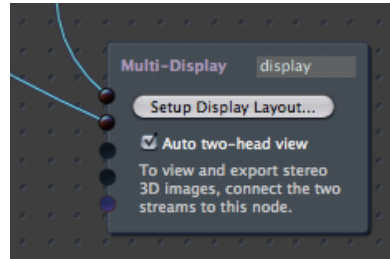 Multi-Display display
Setup Display Layout...
Auto two-head view
To view and export stereo
3D images, connect the two
streams to this node.